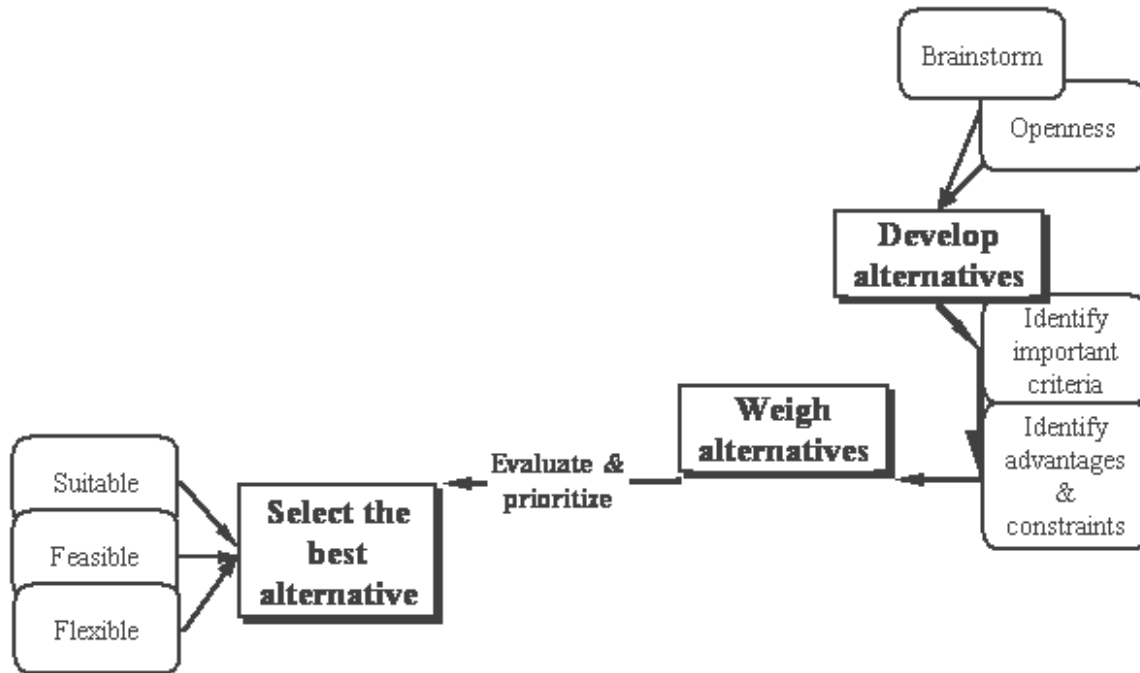 Brainstorm
Openness
Develop
alternatives
Identify
important
criteria
Weigh
alternatives
Identify
advantages
&
constraints
Evaluate &
prioritize
Suitable
Select the
best
alternative
Feasible
Flexible